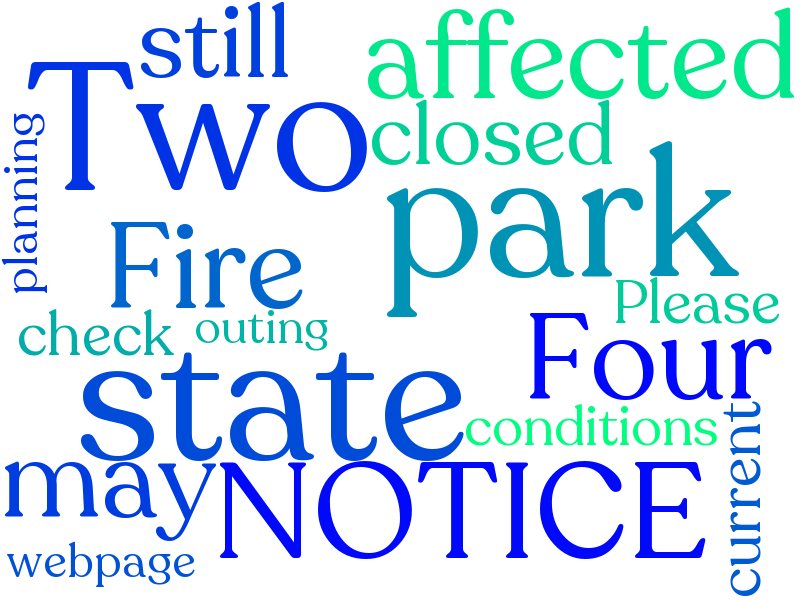 still
affected
Two
closed
planning
park
Fire
Please
check
outing
Four
state
conditions
current
may
NOTICE
webpage